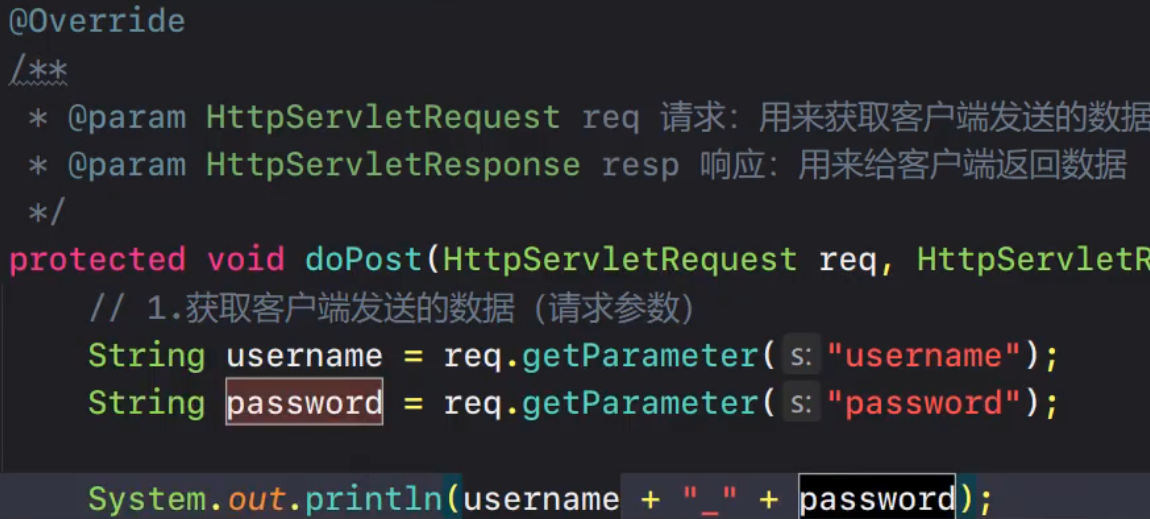 @Override
/**
* @param HttpServletRequest req 请求：用来获取客户端发送的数据
* @param HttpServletResponse resp 响应：用来给客户端返回数据
*/
protected void doPost(HttpServletRequest req, HttpServletR
// 1.获取客户端发送的数据（请求参数）
String username = req.getParameter( s: "username");
String password = req.getParameter( s: "password");
System.out.println(username + "_" + password);